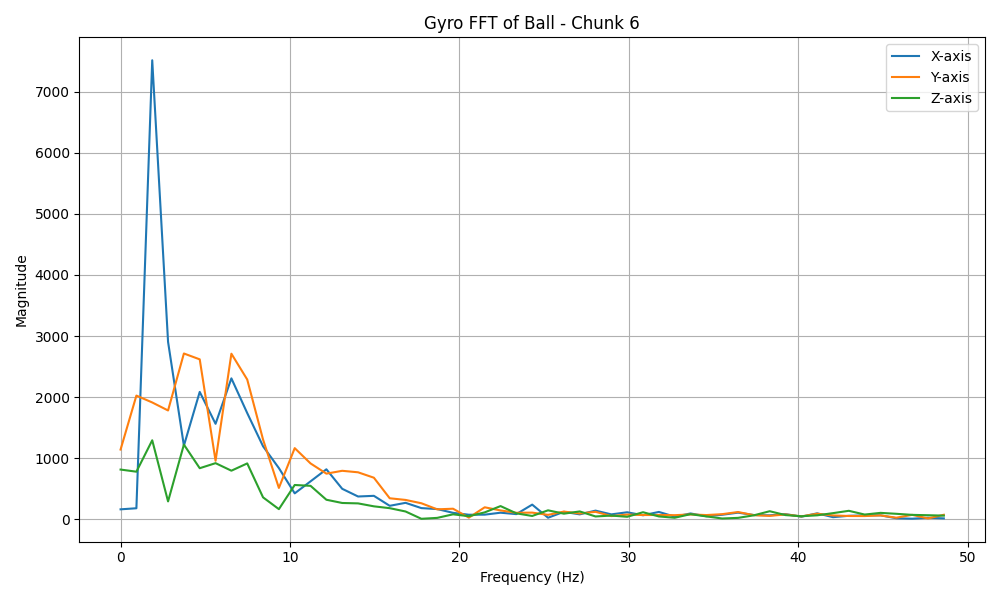 Gyro FFT of Ball - Chunk 6
X-axis
Y-axis
Z-axis
Magnitude
7000
6000
5000
4000
3000
2000
1000
0
0 10 20 30 40 50
Frequency (Hz)